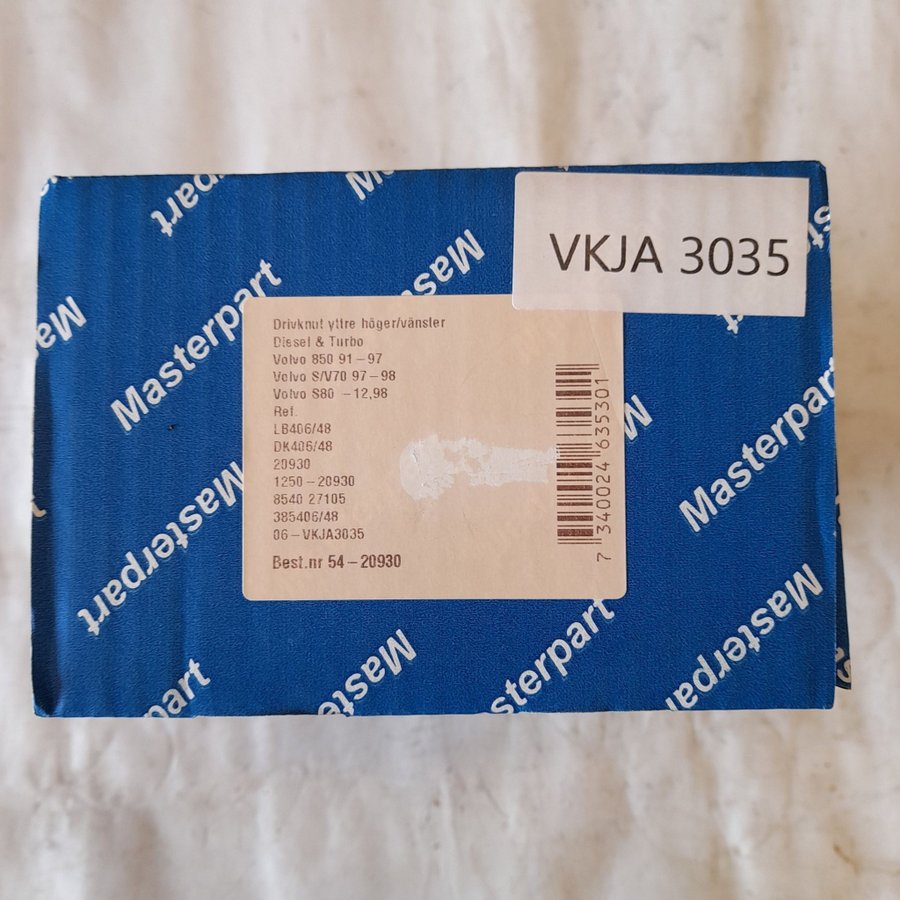 VKJA 3035
Masterpart
Masterpart
Masterpart
Masterpart
Masterpart
Drivknut yttre höger/vänster
Diesel & Turbo
Volvo 850 91-97
Volvo S/V70 97-98
Volvo S80 -12,98
Ref.
LB406/48
DK406/48
20930
1250-20930
8540 27105
385406/48
06-VKJA3035
Best.nr 54-20930
7 340024 635301